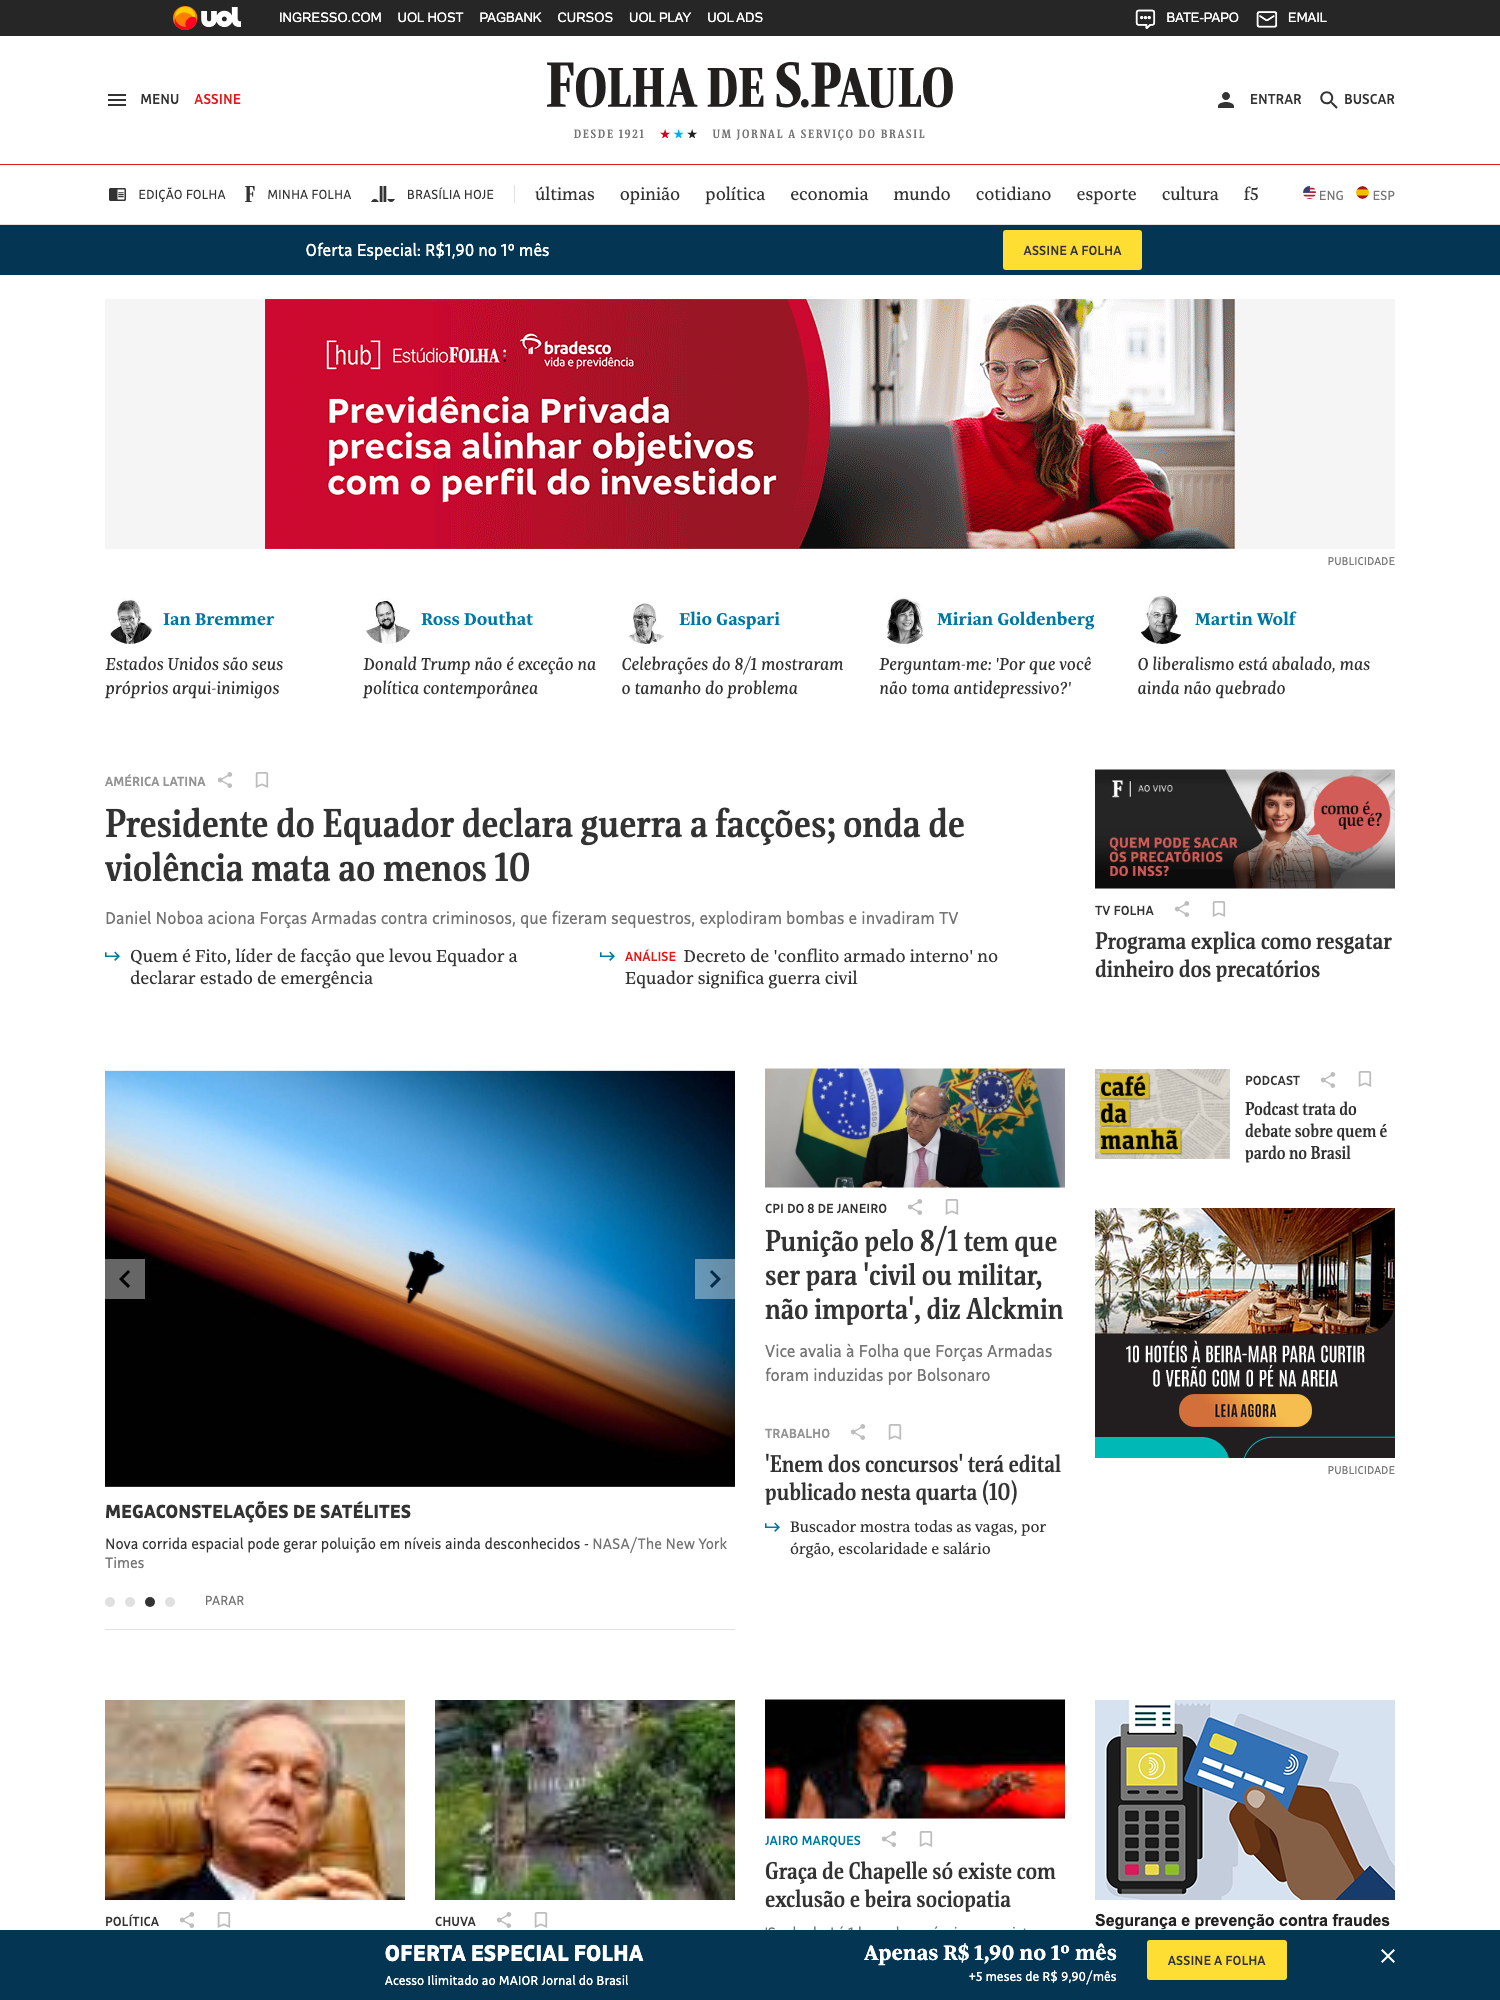 uol INGRESSO.COM UOL HOST PAGBANK CURSOS UOL PLAY UOL ADS BATE-PAPO EMAIL
MENU ASSINE FOLHA DE S.PAULO ENTRAR BUSCAR
DESDE 1921 ★★★ UM JORNAL A SERVIÇO DO BRASIL
EDIÇÃO FOLHA F MINHA FOLHA BRASÍLIA HOJE últimas opinião política economia mundo cotidiano esporte cultura f5 ENG ESP
Oferta Especial: R$1,90 no 1º mês ASSINE A FOLHA
[hub] EstúdioFOLHA: bradesco
vida e previdência
Previdência Privada
precisa alinhar objetivos
com o perfil do investidor
PUBLICIDADE
Ian Bremmer
Estados Unidos são seus
próprios arqui-inimigos
Ross Douthat
Donald Trump não é exceção na
política contemporânea
Elio Gaspari
Celebrações do 8/1 mostraram
o tamanho do problema
Mirian Goldenberg
Perguntam-me: 'Por que você
não toma antidepressivo?'
Martin Wolf
O liberalismo está abalado, mas
ainda não quebrado
AMÉRICA LATINA
Presidente do Equador declara guerra a facções; onda de
violência mata ao menos 10
Daniel Noboa aciona Forças Armadas contra criminosos, que fizeram sequestros, explodiram bombas e invadiram TV
Quem é Fito, líder de facção que levou Equador a
declarar estado de emergência
ANÁLISE Decreto de 'conflito armado interno' no
Equador significa guerra civil
F | AO VIVO
como é
que é?
QUEM PODE SACAR
OS PRECATÓRIOS
DO INSS?
TV FOLHA
Programa explica como resgatar
dinheiro dos precatórios
MEGACONSTELAÇÕES DE SATÉLITES
Nova corrida espacial pode gerar poluição em níveis ainda desconhecidos - NASA/The New York
Times
PARAR
CPI DO 8 DE JANEIRO
Punição pelo 8/1 tem que
ser para 'civil ou militar,
não importa', diz Alckmin
Vice avalia à Folha que Forças Armadas
foram induzidas por Bolsonaro
TRABALHO
'Enem dos concursos' terá edital
publicado nesta quarta (10)
Buscador mostra todas as vagas, por
órgão, escolaridade e salário
café
da
manhã
PODCAST
Podcast trata do
debate sobre quem é
pardo no Brasil
10 HOTÉIS À BEIRA-MAR PARA CURTIR
O VERÃO COM O PÉ NA AREIA
LEIA AGORA
PUBLICIDADE
POLÍTICA
CHUVA
JAIRO MARQUES
Graça de Chapelle só existe com
exclusão e beira sociopatia
Segurança e prevenção contra fraudes
OFERTA ESPECIAL FOLHA
Acesso Ilimitado ao MAIOR Jornal do Brasil
Apenas R$ 1,90 no 1º mês
+5 meses de R$ 9,90/mês
ASSINE A FOLHA